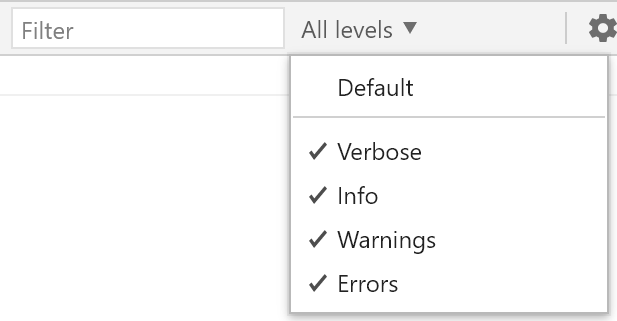 Filter
All levels
Default
Verbose
Info
Warnings
Errors